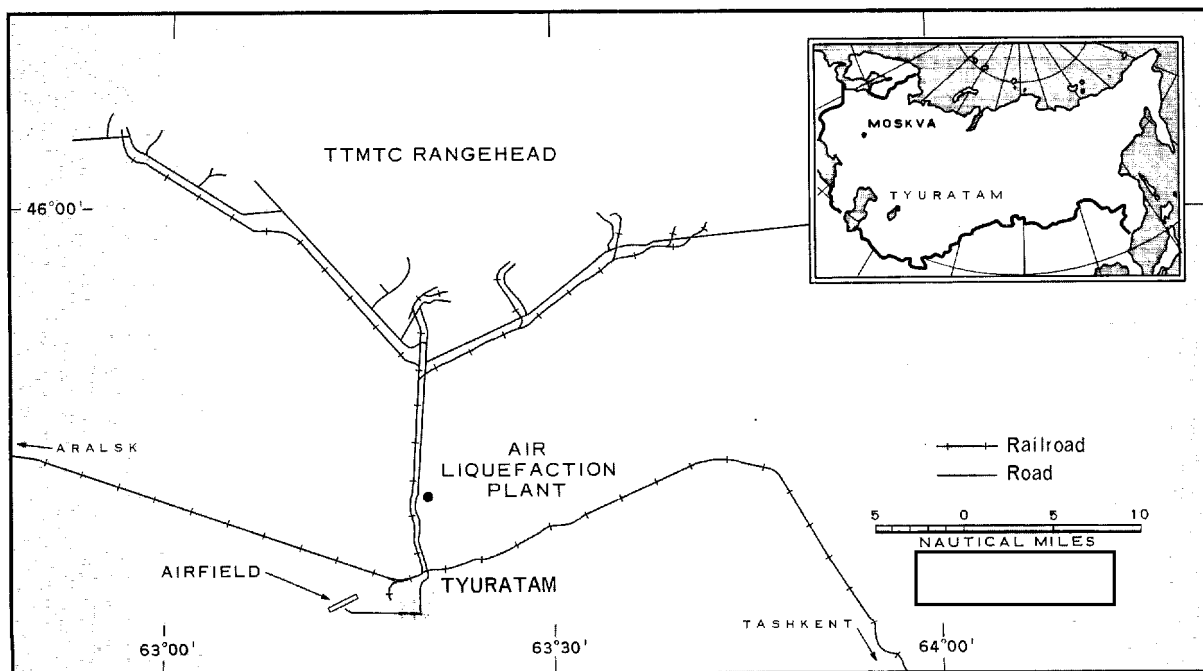 MOSKVA
TYURATAM
TTMTC RANGEHEAD
46°00'
ARALSK
AIR
LIQUEFACTION
PLANT
Railroad
Road
5 0 5 10
NAUTICAL MILES
AIRFIELD
TYURATAM
TASHKENT
63°00'
63°30'
64°00'